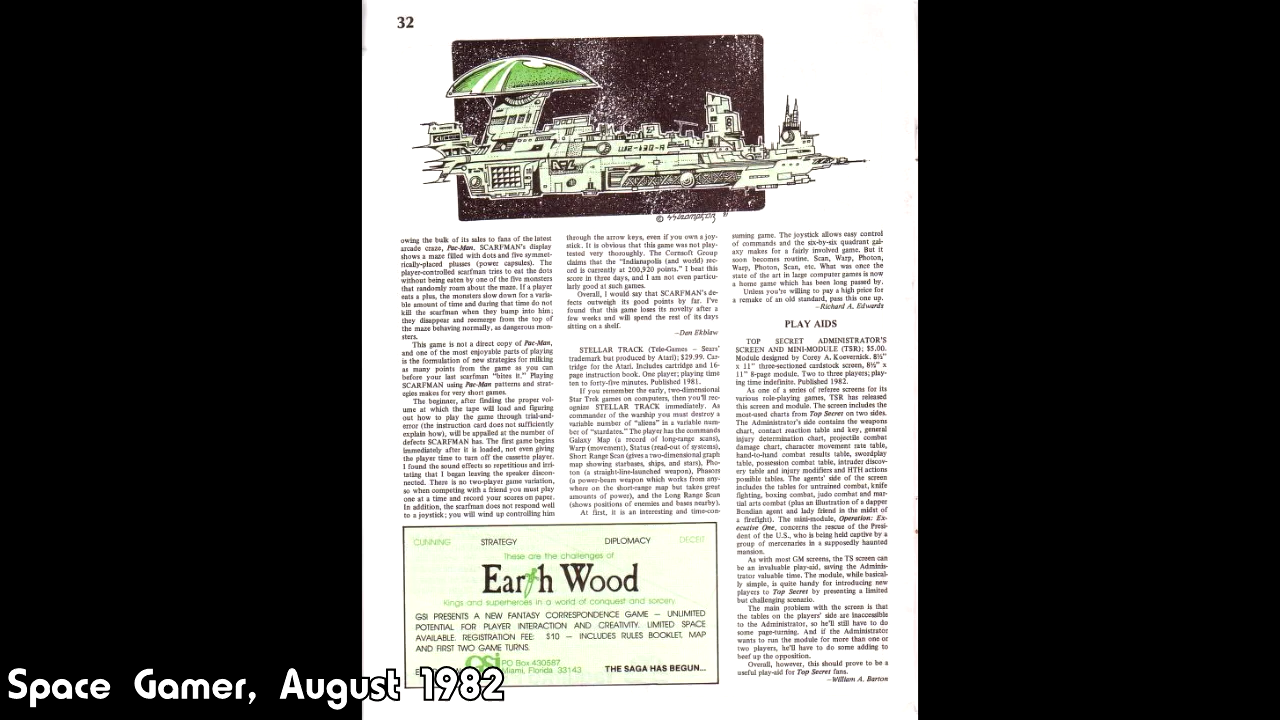 32
UW-130-A
owing the bulk of its sales to fans of the latest
arcade craze, Pac-Man. SCARFMAN's display
shows a maze filled with dots and five symmet-
rically-placed plusses (power capsules). The
player-controlled scarfman tries to eat the dots
without being eaten by one of the five monsters
that randomly roam about the maze. If a player
eats a plus, the monsters slow down for a varia-
ble amount of time and during that time do not
kill the scarfman when they bump into him;
they disappear and reemerge from the top of
the maze behaving normally, as dangerous mon-
sters.
This game is not a direct copy of Pac-Man,
and one of the most enjoyable parts of playing
is the formulation of new strategies for milking
as many points from the game as you can
before your last scarfman "bites it." Playing
SCARFMAN using Pac-Man patterns and strat-
egies makes for very short games.
The beginner, after finding the proper vol-
ume at which the tape will load and figuring
out how to play the game through trial-and-
error (the instruction card does not sufficiently
explain how), will be appalled at the number of
defects SCARFMAN has. The first game begins
immediately after it is loaded, not even giving
the player time to turn off the cassette player.
I found the sound effects so repetitious and irri-
tating that I began leaving the speaker discon-
nected. There is no two-player game variation,
so when competing with a friend you must play
one at a time and record your scores on paper.
In addition, the scarfman does not respond well
to a joystick; you will wind up controlling him
through the arrow keys, even if you own a joy-
stick. It is obvious that this game was not play-
tested very thoroughly. The Cornsoft Group
claims that the "Indianapolis (and world) rec-
ord is currently at 200,920 points." I beat this
score in three days, and I am not even particu-
larly good at such games.
Overall, I would say that SCARFMAN's de-
fects outweigh its good points by far. I've
found that this game loses its novelty after a
few weeks and will spend the rest of its days
sitting on a shelf.
—Dan Ekblaw
STELLAR TRACK (Tele-Games – Sears'
trademark but produced by Atari); $29.99. Car-
tridge for the Atari. Includes cartridge and 16-
page instruction book. One player; playing time
ten to forty-five minutes. Published 1981.
If you remember the early, two-dimensional
Star Trek games on computers, then you'll rec-
ognize STELLAR TRACK immediately. As
commander of the warship you must destroy a
variable number of "aliens" in a variable num-
ber of "stardates." The player has the commands
Galaxy Map (a record of long-range scans),
Warp (movement), Status (read-out of systems),
Short Range Scan (gives a two-dimensional graph
map showing starbases, ships, and stars), Pho-
ton (a straight-line-launched weapon), Phasors
(a power-beam weapon which works from any-
where on the short-range map but takes great
amounts of power), and the Long Range Scan
(shows positions of enemies and bases nearby).
At first, it is an interesting and time-con-
suming game. The joystick allows easy control
of commands and the six-by-six quadrant gal-
axy makes for a fairly involved game. But it
soon becomes routine. Scan, Warp, Photon,
Warp, Photon, Scan, etc. What was once the
state of the art in large computer games is now
a home game which has been long passed by.
Unless you're willing to pay a high price for
a remake of an old standard, pass this one up.
—Richard A. Edwards
PLAY AIDS
TOP SECRET ADMINISTRATOR'S
SCREEN AND MINI-MODULE (TSR); $5.00.
Module designed by Corey A. Koevernick. 8½"
x 11" three-sectioned cardstock screen, 8½" x
11" 8-page module. Two to three players; play-
ing time indefinite. Published 1982.
As one of a series of referee screens for its
various role-playing games, TSR has released
this screen and module. The screen includes the
most-used charts from Top Secret on two sides.
The Administrator's side contains the weapons
chart, contact reaction table and key, general
injury determination chart, projectile combat
damage chart, character movement rate table,
hand-to-hand combat results table, swordplay
table, possession combat table, intruder discov-
ery table and injury modifiers and HTH actions
possible tables. The agents' side of the screen
includes the tables for untrained combat, knife
fighting, boxing combat, judo combat and mar-
tial arts combat (plus an illustration of a dapper
Bondian agent and lady friend in the midst of
a firefight). The mini-module, Operation: Ex-
ecutive One, concerns the rescue of the Presi-
dent of the U.S., who is being held captive by a
group of mercenaries in a supposedly haunted
mansion.
As with most GM screens, the TS screen can
be an invaluable play-aid, saving the Adminis-
trator valuable time. The module, while basical-
ly simple, is quite handy for introducing new
players to Top Secret by presenting a limited
but challenging scenario.
The main problem with the screen is that
the tables on the players' side are inaccessible
to the Administrator, so he'll still have to do
some page-turning. And if the Administrator
wants to run the module for more than one or
two players, he'll have to do some adding to
beef up the opposition.
Overall, however, this should prove to be a
useful play-aid for Top Secret fans.
—William A. Barton
CUNNING STRATEGY DIPLOMACY DECEIT
These are the challenges of
Earth Wood
Kings and superheroes in a world of conquest and sorcery.
GSI PRESENTS A NEW FANTASY CORRESPONDENCE GAME — UNLIMITED
POTENTIAL FOR PLAYER INTERACTION AND CREATIVITY. LIMITED SPACE
AVAILABLE. REGISTRATION FEE: $10 — INCLUDES RULES BOOKLET, MAP
AND FIRST TWO GAME TURNS.
gsi PO Box 430587
Miami, Florida 33143
THE SAGA HAS BEGUN...
Space Gamer, August 1982